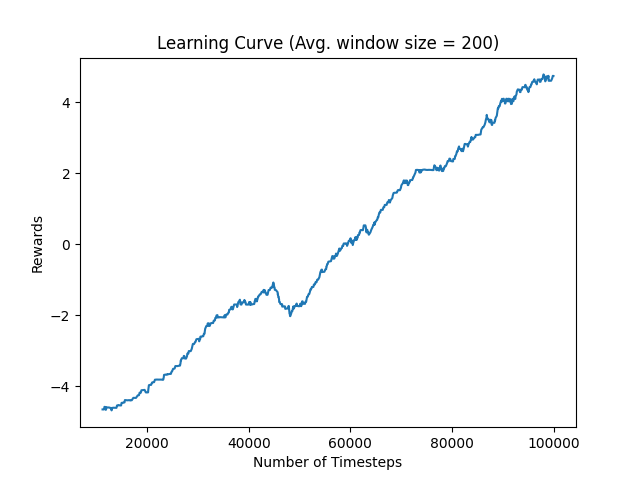 Learning Curve (Avg. window size = 200)
Rewards
4
2
0
−2
−4
20000 40000 60000 80000 100000
Number of Timesteps